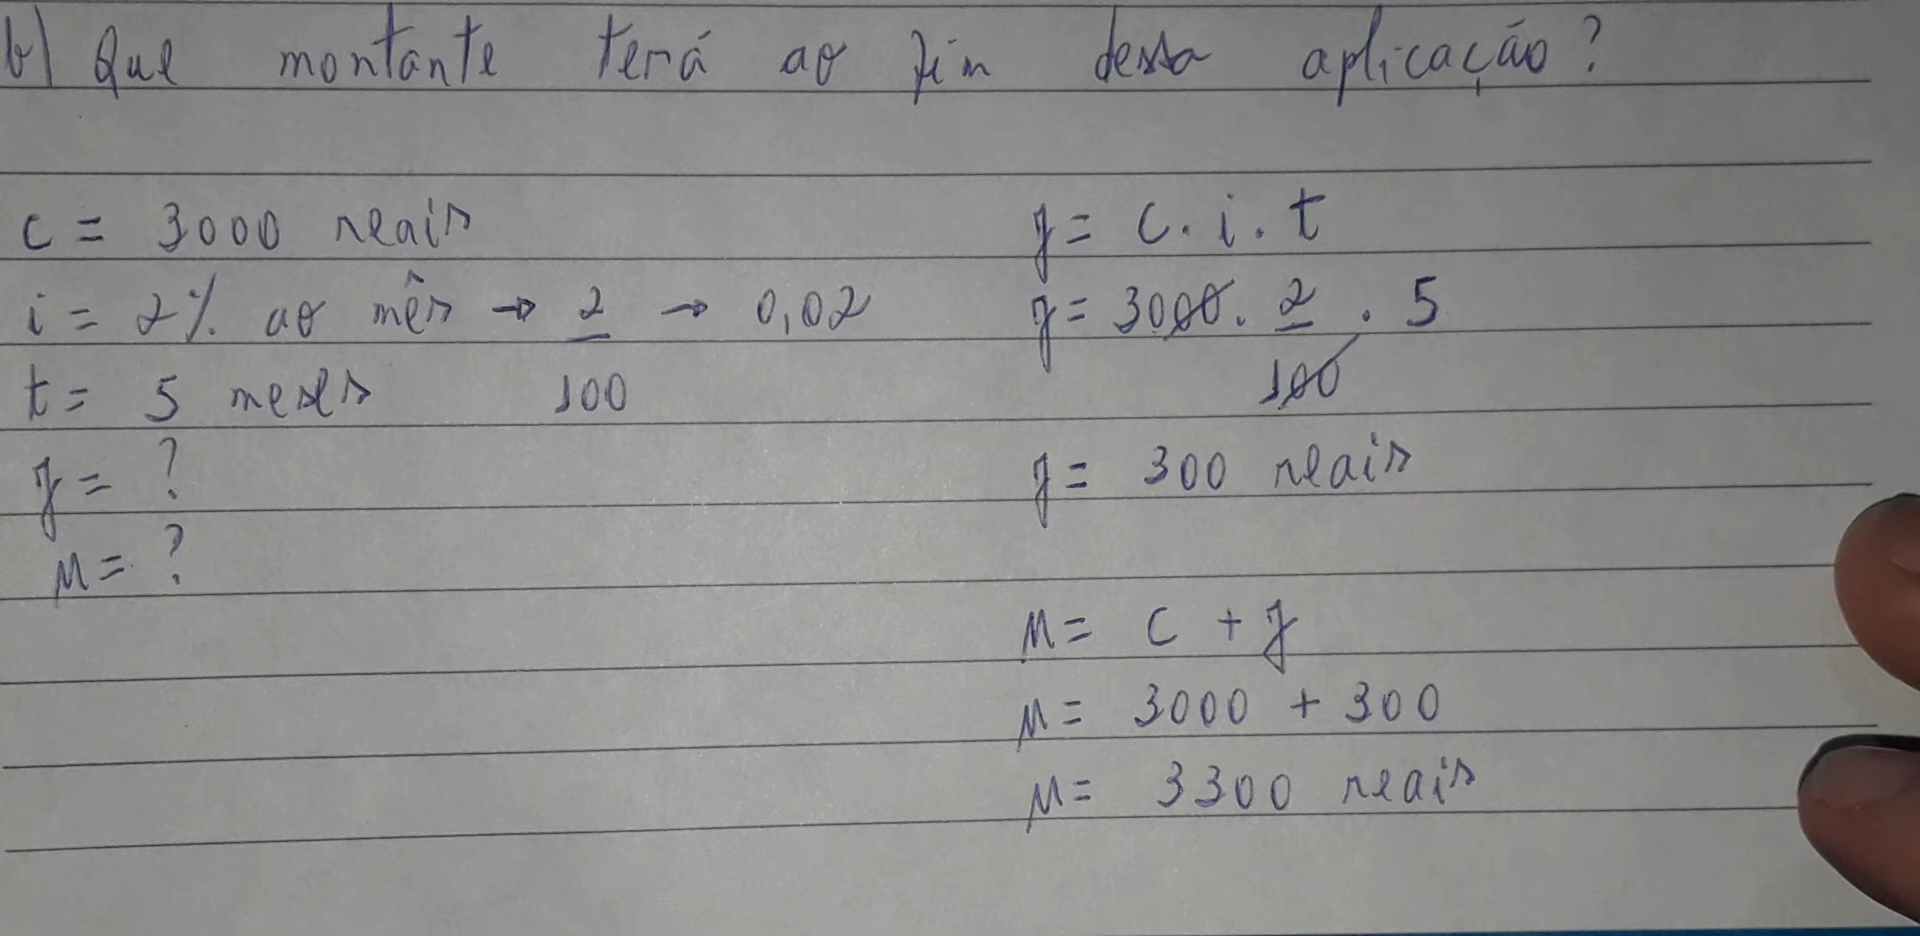 b) Que montante terá ao fim dessa aplicação?
c = 3000 reais
i = 2% ao mês → 2/100 → 0,02
t = 5 meses
j = ?
M = ?
j = c . i . t
j = 3000 . 2/100 . 5
j = 300 reais
M = c + j
M = 3000 + 300
M = 3300 reais